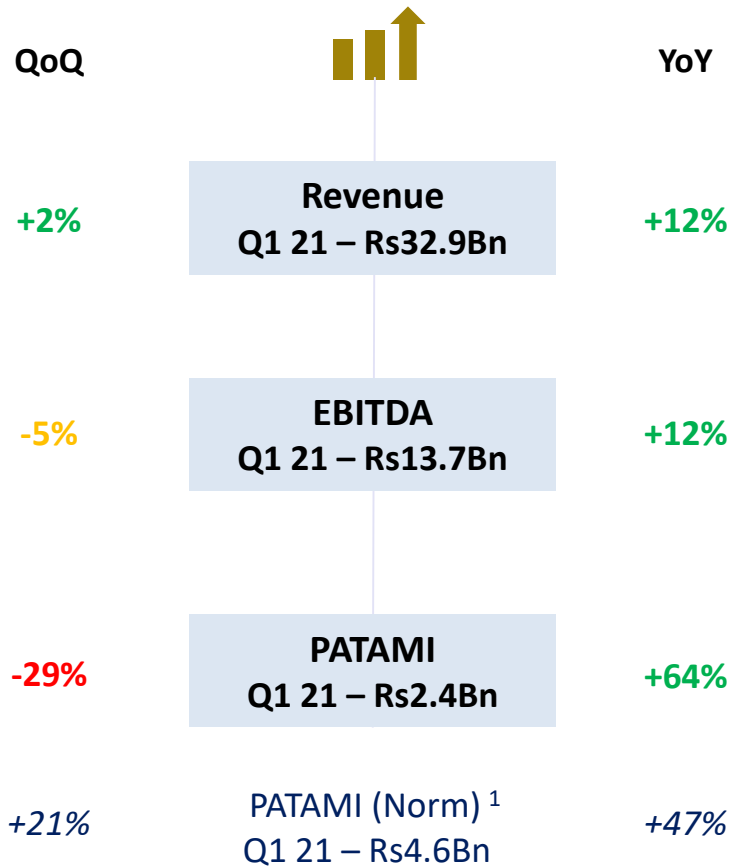 QoQ
YoY
Revenue
+2%
Q1 21 – Rs32.9Bn
+12%
EBITDA
-5%
Q1 21 – Rs13.7Bn
+12%
PATAMI
-29%
Q1 21 – Rs2.4Bn
+64%
PATAMI (Norm) 1
+21%
Q1 21 – Rs4.6Bn
+47%